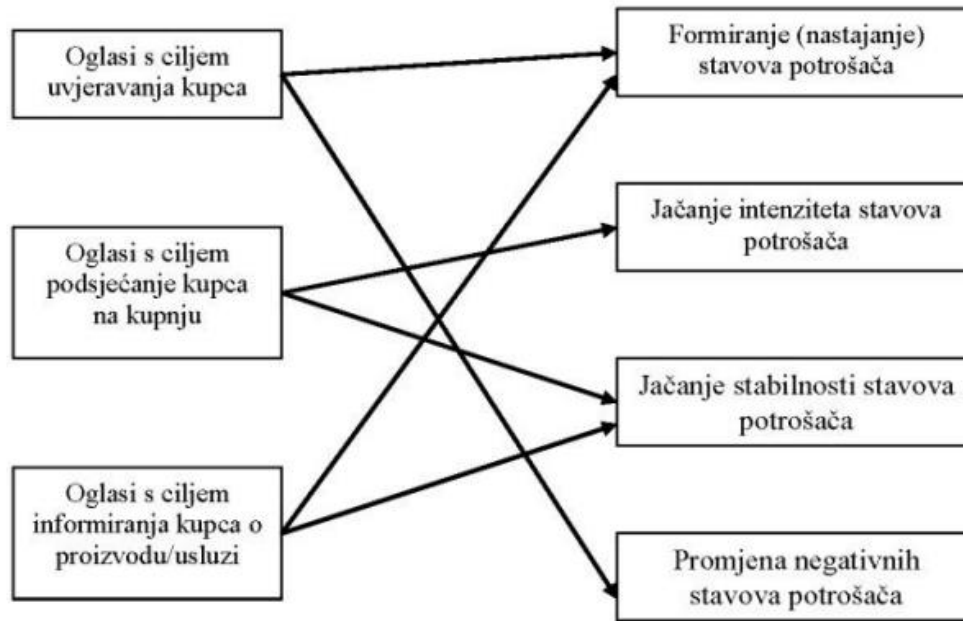 Oglasi s ciljem
uvjeravanja kupca
Oglasi s ciljem
podsjećanje kupca
na kupnju
Oglasi s ciljem
informiranja kupca o
proizvodu/usluzi
Formiranje (nastajanje)
stavova potrošača
Jačanje intenziteta stavova
potrošača
Jačanje stabilnosti stavova
potrošača
Promjena negativnih
stavova potrošača